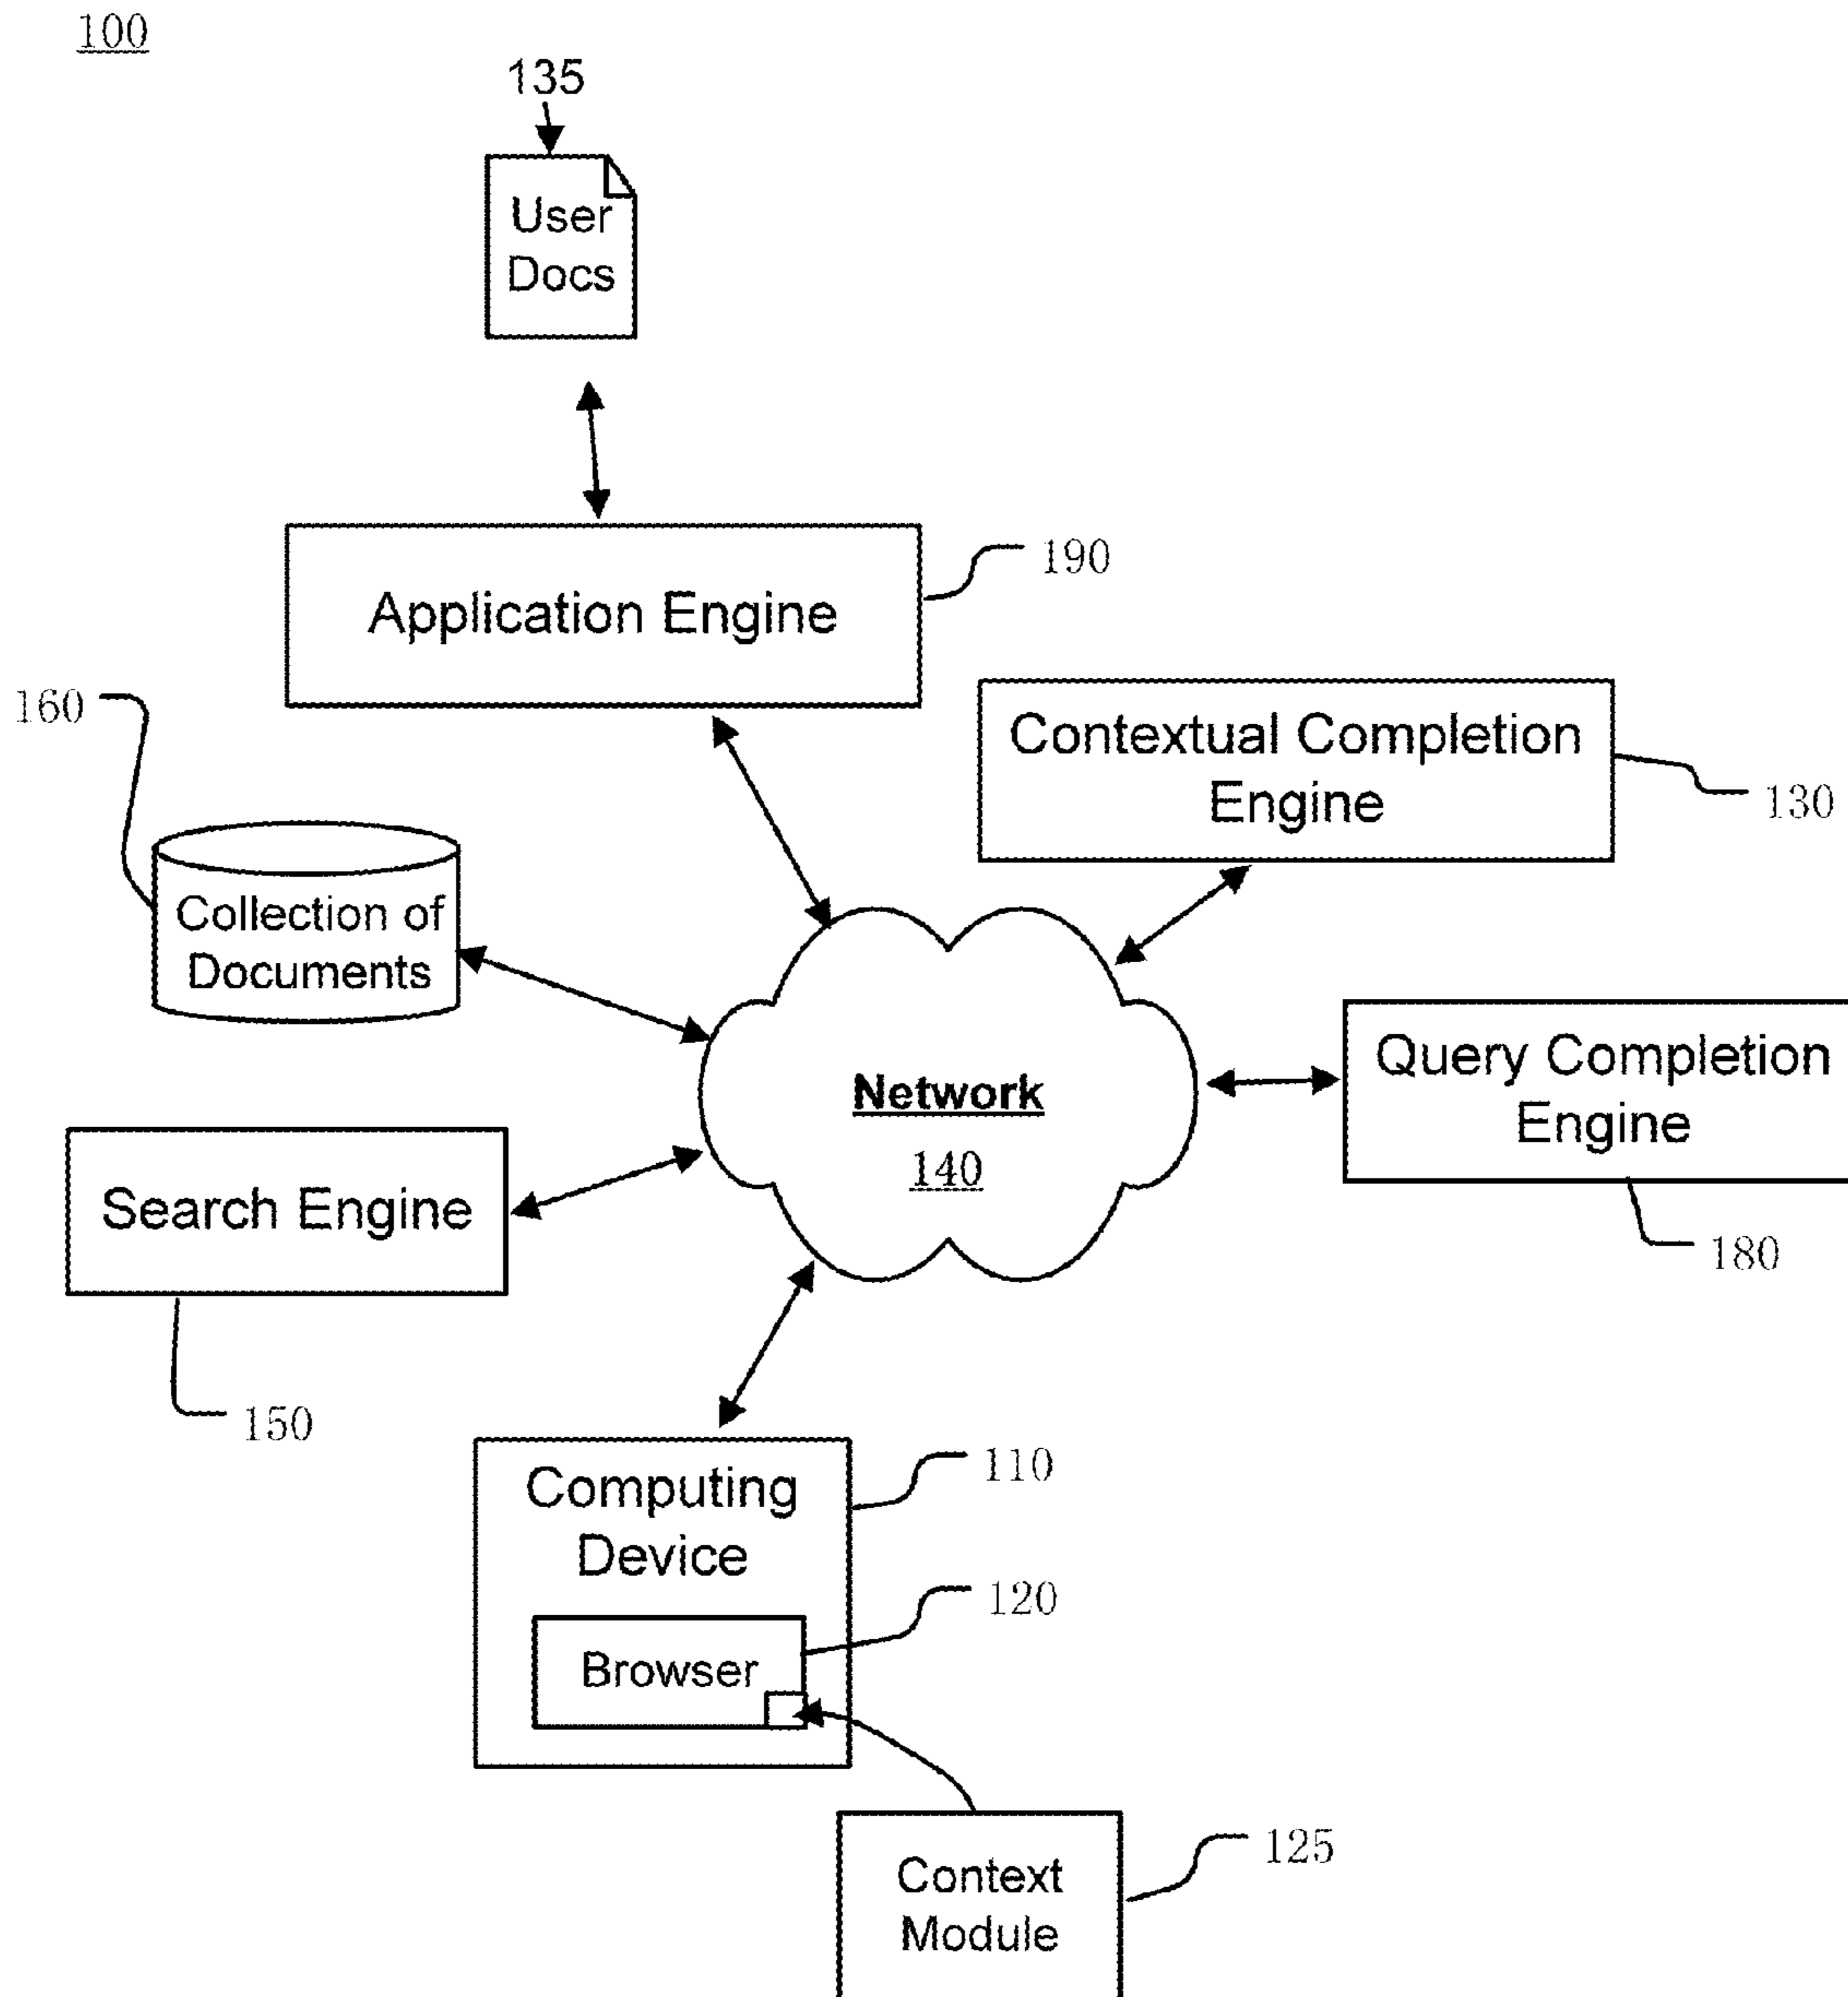 100
135
User
Docs
Application Engine
190
160
Contextual Completion
Engine
130
Collection of
Documents
Network
140
Query Completion
Engine
180
Search Engine
150
Computing
Device
110
Browser
120
Context
Module
125